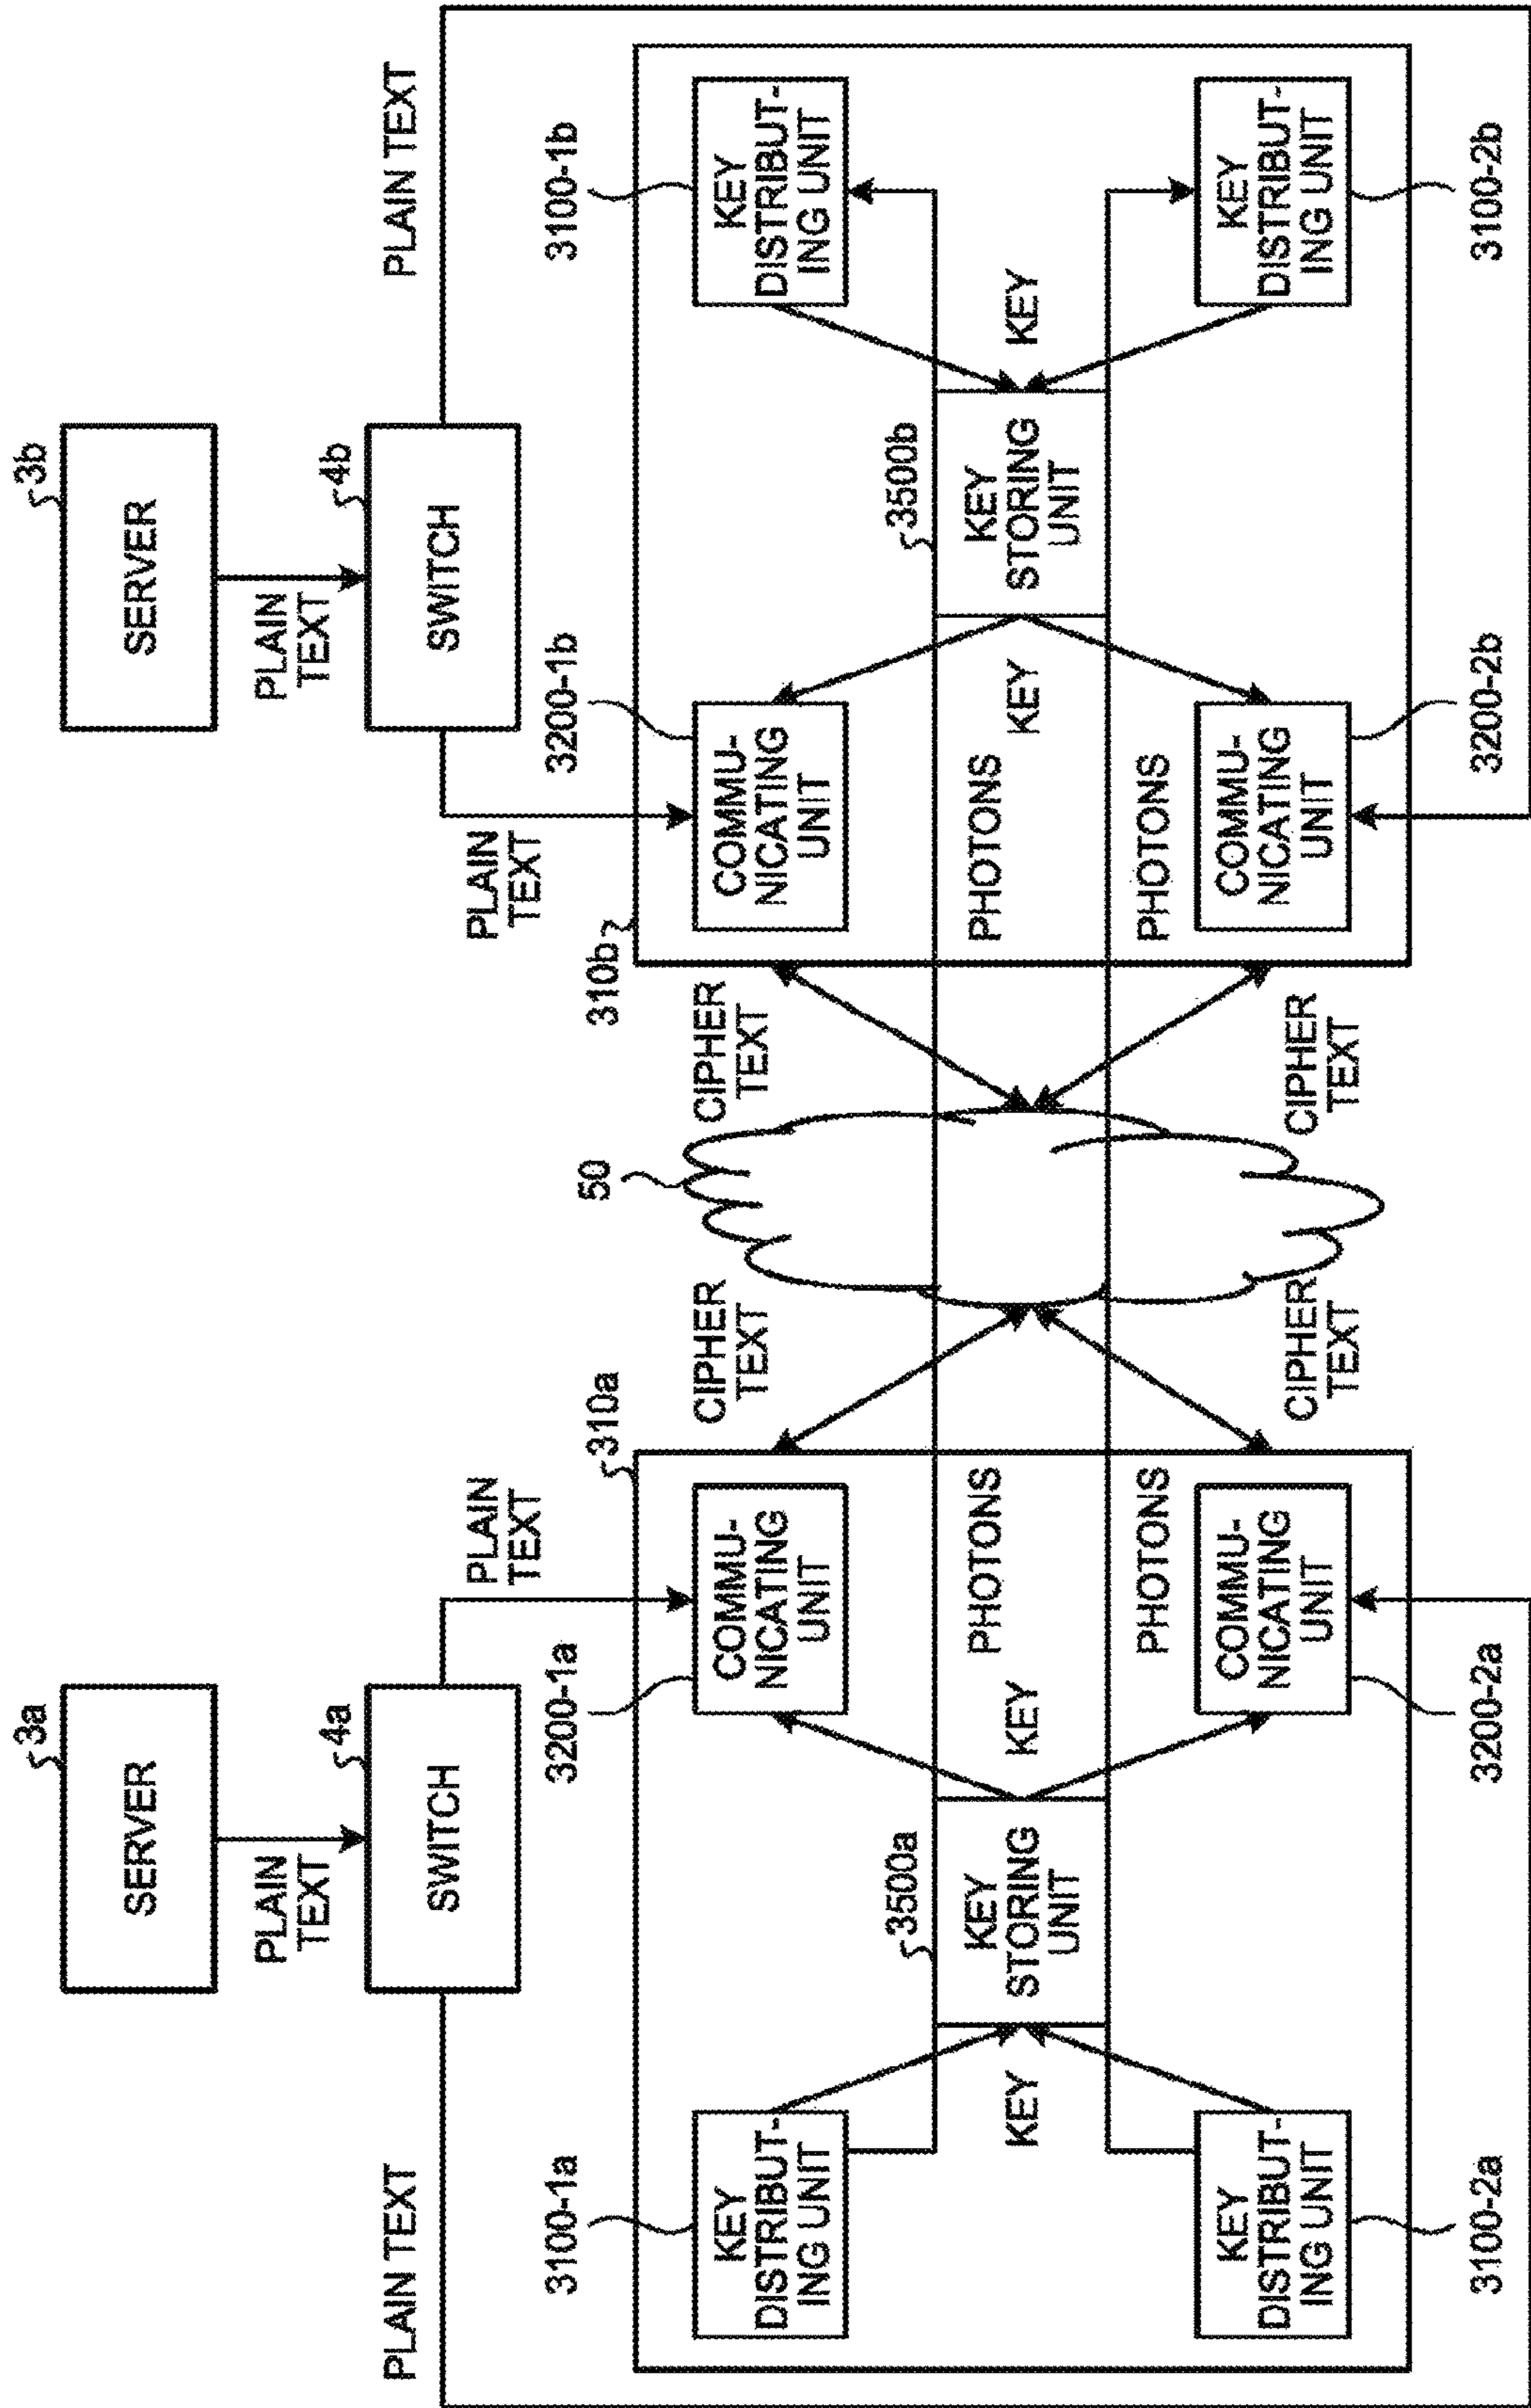 3a
SERVER
3b
SERVER
PLAIN
TEXT
PLAIN
TEXT
4a
SWITCH
4b
SWITCH
PLAIN TEXT
PLAIN
TEXT
PLAIN
TEXT
PLAIN TEXT
3100-1a
3200-1a
310a
50
310b
3200-1b
3100-1b
KEY
DISTRIBUT-
ING UNIT
COMMU-
NICATING
UNIT
CIPHER
TEXT
CIPHER
TEXT
COMMU-
NICATING
UNIT
KEY
DISTRIBUT-
ING UNIT
3500a
3500b
KEY
KEY
STORING
UNIT
KEY
PHOTONS
PHOTONS
KEY
KEY
STORING
UNIT
KEY
PHOTONS
PHOTONS
KEY
DISTRIBUT-
ING UNIT
COMMU-
NICATING
UNIT
CIPHER
TEXT
CIPHER
TEXT
COMMU-
NICATING
UNIT
KEY
DISTRIBUT-
ING UNIT
3100-2a
3200-2a
3200-2b
3100-2b